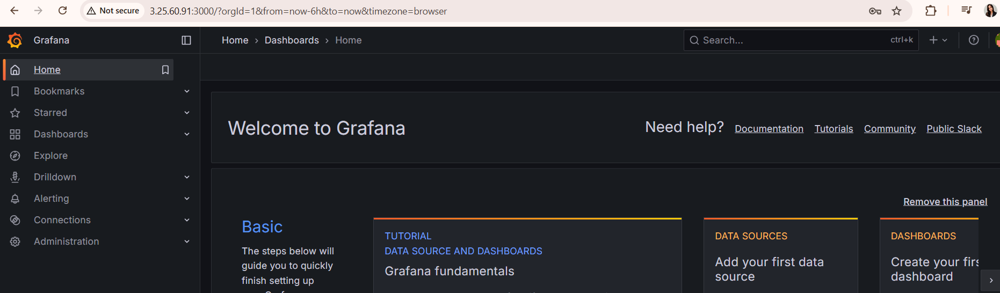 Not secure 3.25.60.91:3000/?orgId=1&from=now-6h&to=now&timezone=browser
Grafana
Home › Dashboards › Home
Search... ctrl+k
Home
Bookmarks
Starred
Dashboards
Explore
Drilldown
Alerting
Connections
Administration
Welcome to Grafana
Need help? Documentation Tutorials Community Public Slack
Remove this panel
Basic
The steps below will
guide you to quickly
finish setting up
TUTORIAL
DATA SOURCE AND DASHBOARDS
Grafana fundamentals
DATA SOURCES
Add your first data
source
DASHBOARDS
Create your firs
dashboard